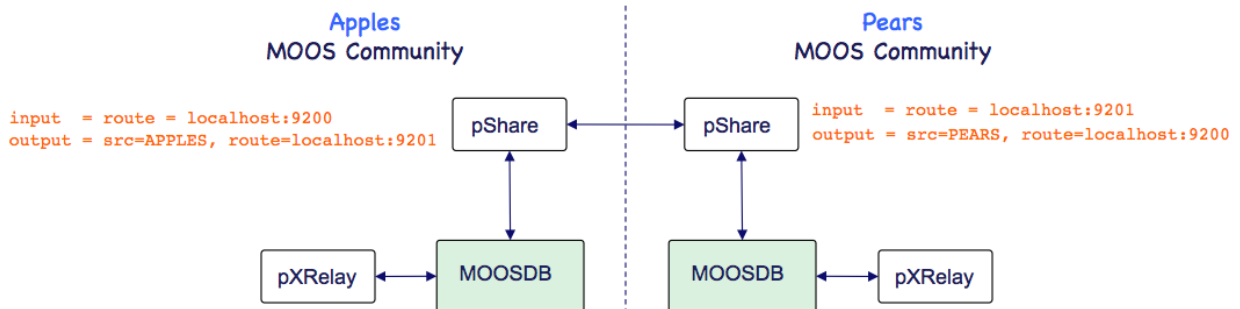 Apples
MOOS Community
Pears
MOOS Community
input  = route = localhost:9200
output = src=APPLES, route=localhost:9201
pShare
pShare
input  = route = localhost:9201
output = src=PEARS, route=localhost:9200
pXRelay
MOOSDB
MOOSDB
pXRelay